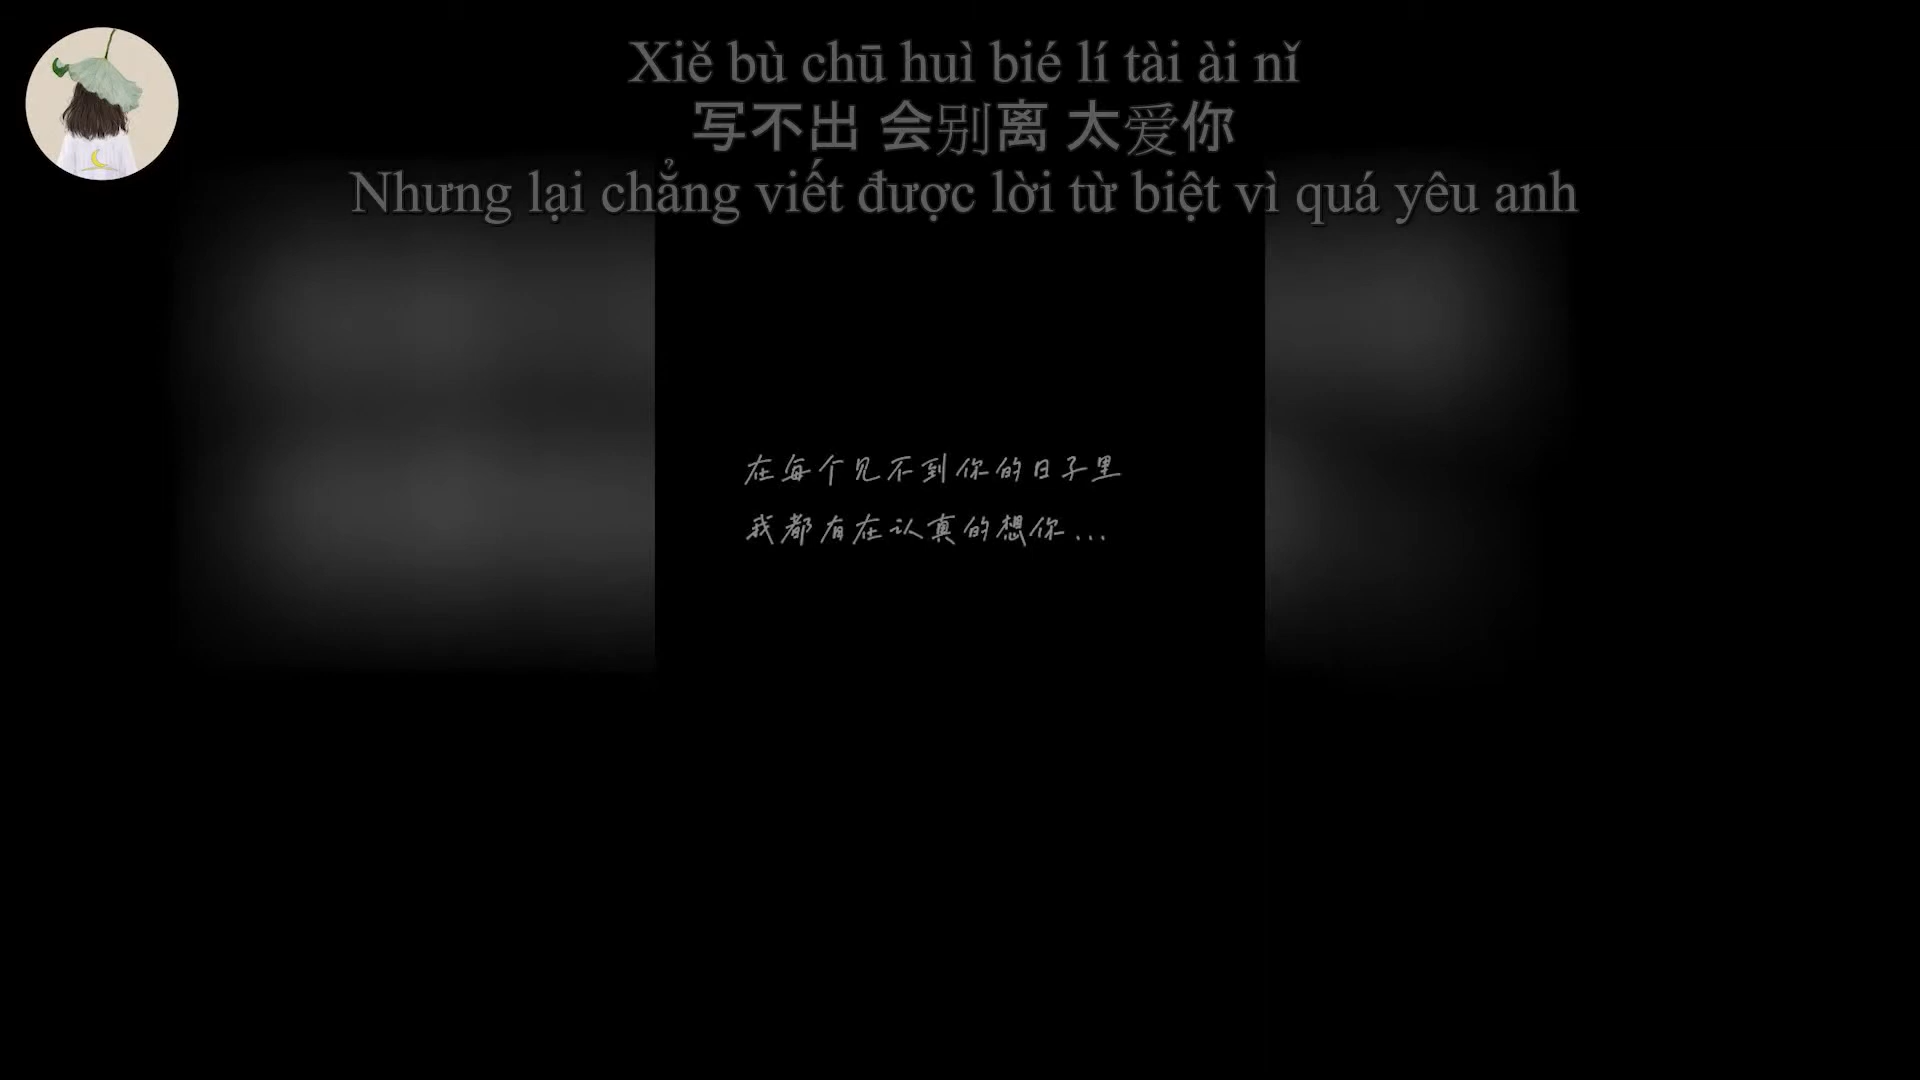 Xiě bù chū huì bié lí tài ài nǐ
写不出 会别离 太爱你
Nhưng lại chẳng viết được lời từ biệt vì quá yêu anh
在每个见不到你的日子里
我都有在认真的想你...